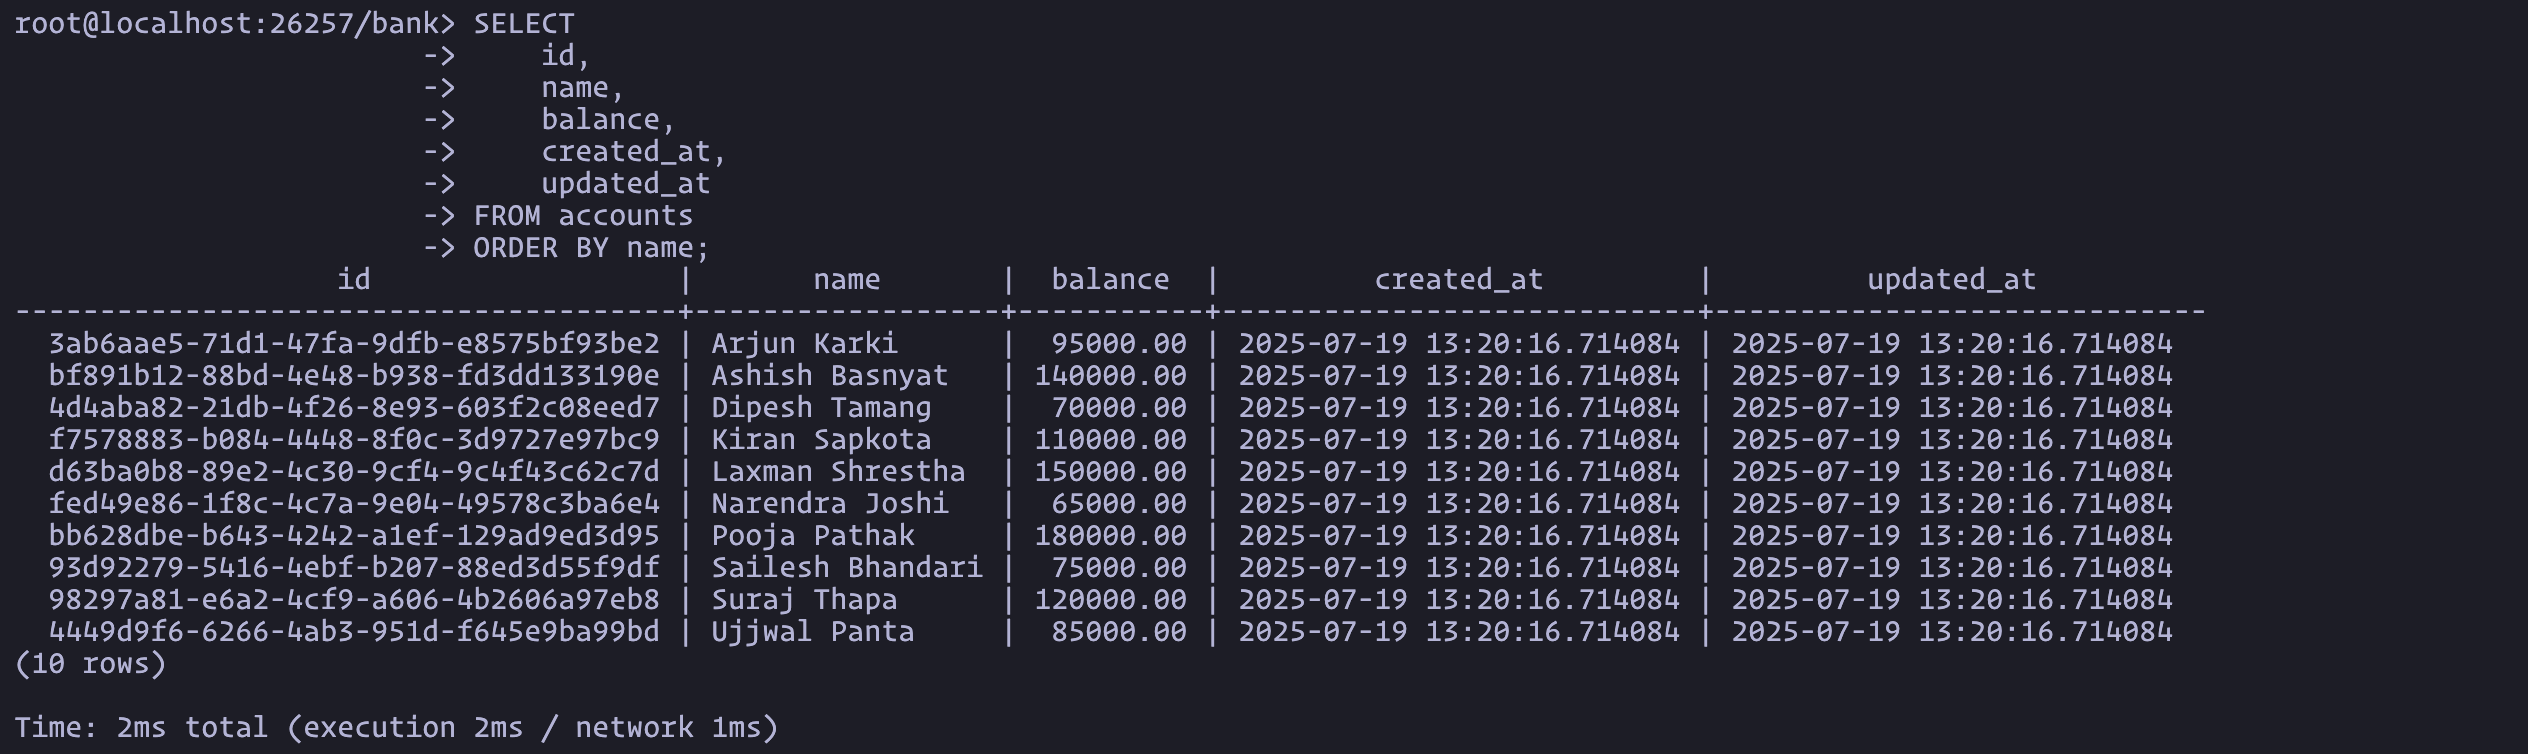 root@localhost:26257/bank> SELECT
                        ->     id,
                        ->     name,
                        ->     balance,
                        ->     created_at,
                        ->     updated_at
                        -> FROM accounts
                        -> ORDER BY name;
                   id                  |       name       |  balance  |         created_at         |         updated_at
---------------------------------------+------------------+-----------+----------------------------+-----------------------------
  3ab6aae5-71d1-47fa-9dfb-e8575bf93be2 | Arjun Karki      |  95000.00 | 2025-07-19 13:20:16.714084 | 2025-07-19 13:20:16.714084
  bf891b12-88bd-4e48-b938-fd3dd133190e | Ashish Basnyat   | 140000.00 | 2025-07-19 13:20:16.714084 | 2025-07-19 13:20:16.714084
  4d4aba82-21db-4f26-8e93-603f2c08eed7 | Dipesh Tamang    |  70000.00 | 2025-07-19 13:20:16.714084 | 2025-07-19 13:20:16.714084
  f7578883-b084-4448-8f0c-3d9727e97bc9 | Kiran Sapkota    | 110000.00 | 2025-07-19 13:20:16.714084 | 2025-07-19 13:20:16.714084
  d63ba0b8-89e2-4c30-9cf4-9c4f43c62c7d | Laxman Shrestha  | 150000.00 | 2025-07-19 13:20:16.714084 | 2025-07-19 13:20:16.714084
  fed49e86-1f8c-4c7a-9e04-49578c3ba6e4 | Narendra Joshi   |  65000.00 | 2025-07-19 13:20:16.714084 | 2025-07-19 13:20:16.714084
  bb628dbe-b643-4242-a1ef-129ad9ed3d95 | Pooja Pathak     | 180000.00 | 2025-07-19 13:20:16.714084 | 2025-07-19 13:20:16.714084
  93d92279-5416-4ebf-b207-88ed3d55f9df | Sailesh Bhandari |  75000.00 | 2025-07-19 13:20:16.714084 | 2025-07-19 13:20:16.714084
  98297a81-e6a2-4cf9-a606-4b2606a97eb8 | Suraj Thapa      | 120000.00 | 2025-07-19 13:20:16.714084 | 2025-07-19 13:20:16.714084
  4449d9f6-6266-4ab3-951d-f645e9ba99bd | Ujjwal Panta     |  85000.00 | 2025-07-19 13:20:16.714084 | 2025-07-19 13:20:16.714084
(10 rows)

Time: 2ms total (execution 2ms / network 1ms)